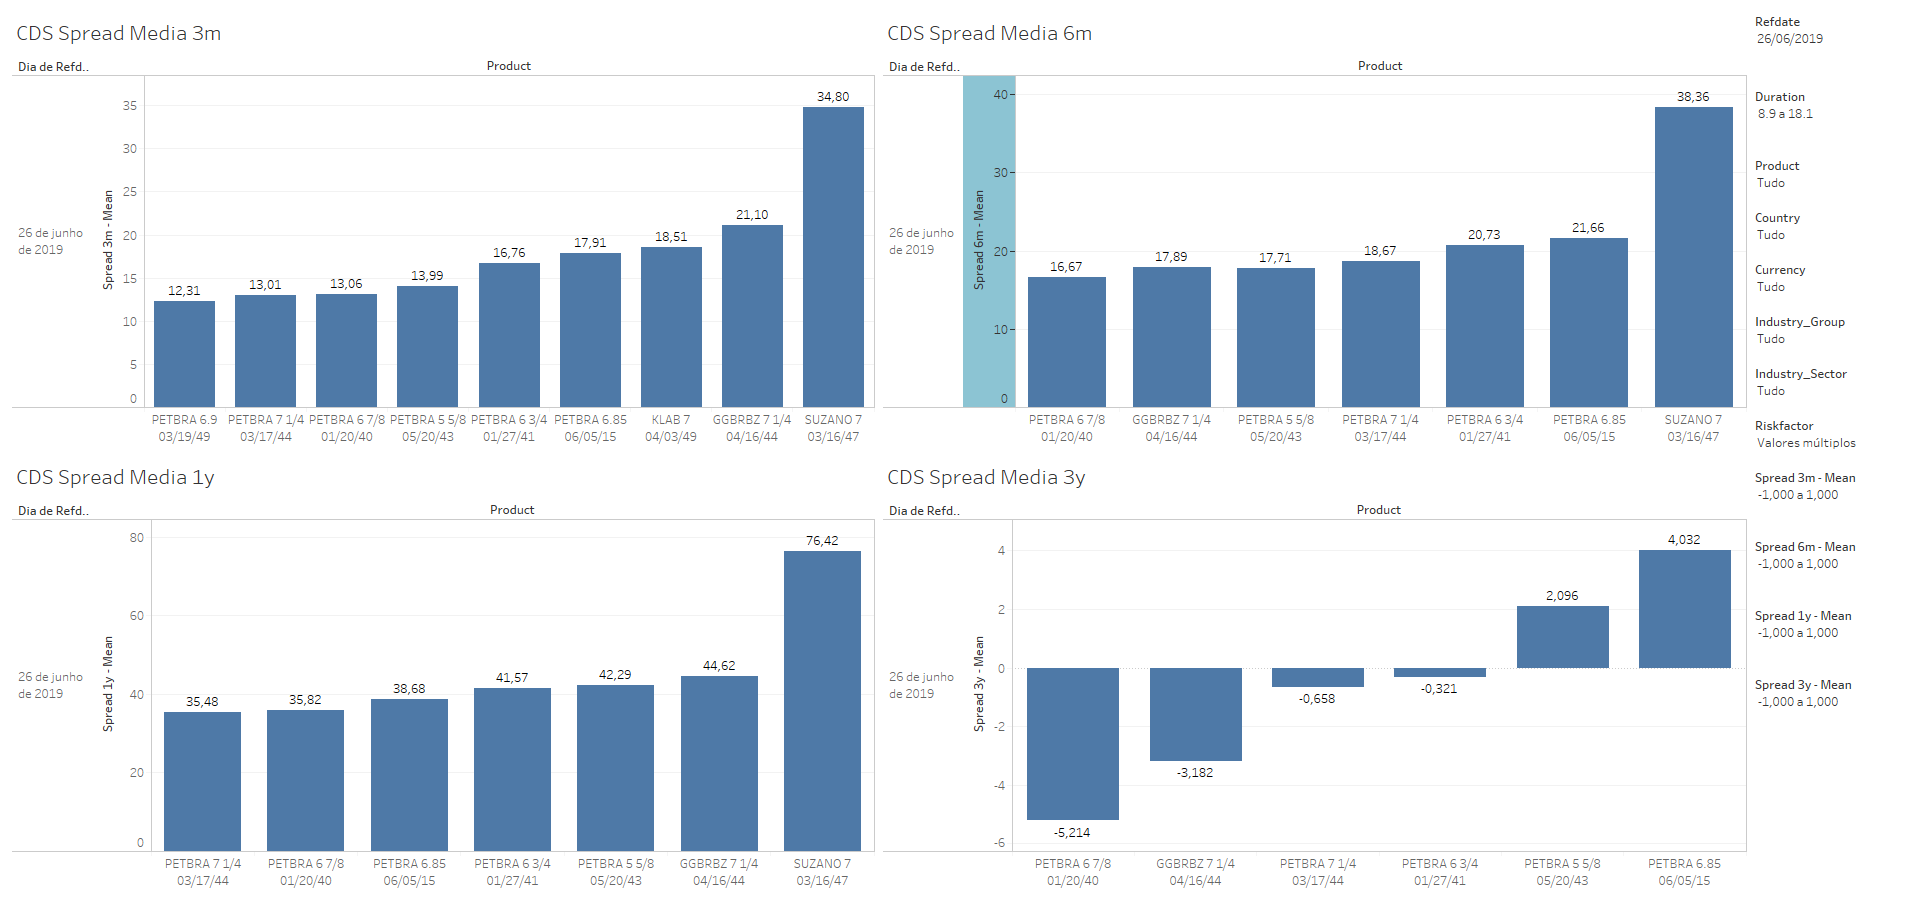 CDS Spread Media 3m
Dia de Refd..
Product
26 de junho
de 2019
Spread 3m - Mean
35
30
25
20
15
10
5
0
12,31
13,01
13,06
13,99
16,76
17,91
18,51
21,10
34,80
PETBRA 6.9 PETBRA 7 1/4 PETBRA 6 7/8 PETBRA 5 5/8 PETBRA 6 3/4 PETBRA 6.85 KLAB 7 GGBRBZ 7 1/4 SUZANO 7
03/19/49 03/17/44 01/20/40 05/20/43 01/27/41 06/05/15 04/03/49 04/16/44 03/16/47
CDS Spread Media 6m
Dia de Refd..
Product
26 de junho
de 2019
Spread 6m - Mean
40
30
20
10
0
16,67
17,89
17,71
18,67
20,73
21,66
38,36
PETBRA 6 7/8 GGBRBZ 7 1/4 PETBRA 5 5/8 PETBRA 7 1/4 PETBRA 6 3/4 PETBRA 6.85 SUZANO 7
01/20/40 04/16/44 05/20/43 03/17/44 01/27/41 06/05/15 03/16/47
CDS Spread Media 1y
Dia de Refd..
Product
26 de junho
de 2019
Spread 1y - Mean
80
60
40
20
0
35,48
35,82
38,68
41,57
42,29
44,62
76,42
PETBRA 7 1/4 PETBRA 6 7/8 PETBRA 6.85 PETBRA 6 3/4 PETBRA 5 5/8 GGBRBZ 7 1/4 SUZANO 7
03/17/44 01/20/40 06/05/15 01/27/41 05/20/43 04/16/44 03/16/47
CDS Spread Media 3y
Dia de Refd..
Product
26 de junho
de 2019
Spread 3y - Mean
4
2
0
-2
-4
-6
-5,214
-3,182
-0,658
-0,321
2,096
4,032
PETBRA 6 7/8 GGBRBZ 7 1/4 PETBRA 7 1/4 PETBRA 6 3/4 PETBRA 5 5/8 PETBRA 6.85
01/20/40 04/16/44 03/17/44 01/27/41 05/20/43 06/05/15
Refdate
26/06/2019
Duration
8.9 a 18.1
Product
Tudo
Country
Tudo
Currency
Tudo
Industry_Group
Tudo
Industry_Sector
Tudo
Riskfactor
Valores múltiplos
Spread 3m - Mean
-1,000 a 1,000
Spread 6m - Mean
-1,000 a 1,000
Spread 1y - Mean
-1,000 a 1,000
Spread 3y - Mean
-1,000 a 1,000